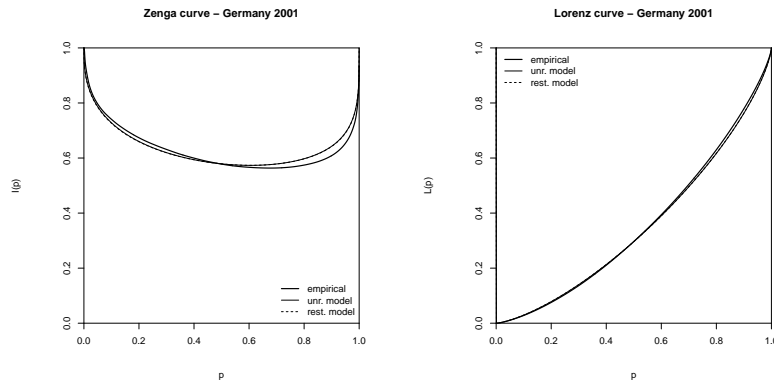 Zenga curve – Germany 2001
I(p)
1.0
0.8
0.6
0.4
0.2
0.0
empirical
unr. model
rest. model
0.0 0.2 0.4 0.6 0.8 1.0
p
Lorenz curve – Germany 2001
L(p)
1.0
0.8
0.6
0.4
0.2
0.0
empirical
unr. model
rest. model
0.0 0.2 0.4 0.6 0.8 1.0
p